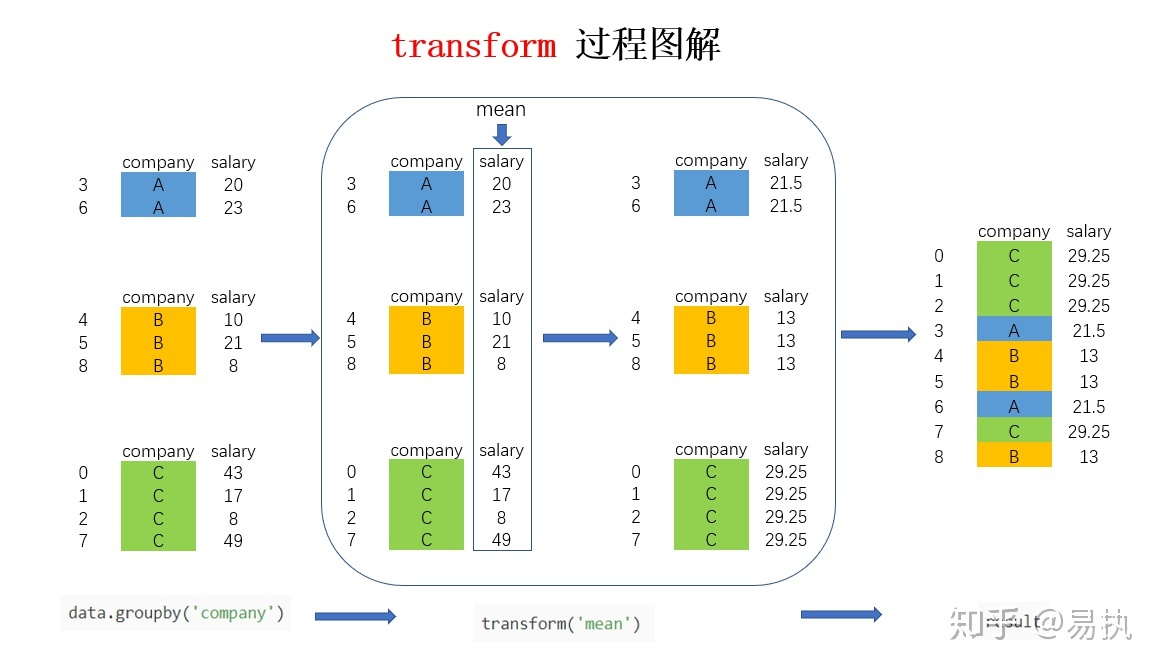 transform 过程图解
mean
company salary
3 A 20
6 A 23
company salary
4 B 10
5 B 21
8 B 8
company salary
0 C 43
1 C 17
2 C 8
7 C 49
company salary
3 A 20
6 A 23
company salary
4 B 10
5 B 21
8 B 8
company salary
0 C 43
1 C 17
2 C 8
7 C 49
company salary
3 A 21.5
6 A 21.5
company salary
4 B 13
5 B 13
8 B 13
company salary
0 C 29.25
1 C 29.25
2 C 29.25
7 C 29.25
company salary
0 C 29.25
1 C 29.25
2 C 29.25
3 A 21.5
4 B 13
5 B 13
6 A 21.5
7 C 29.25
8 B 13
data.groupby('company')
transform('mean')
result
知乎 @易执